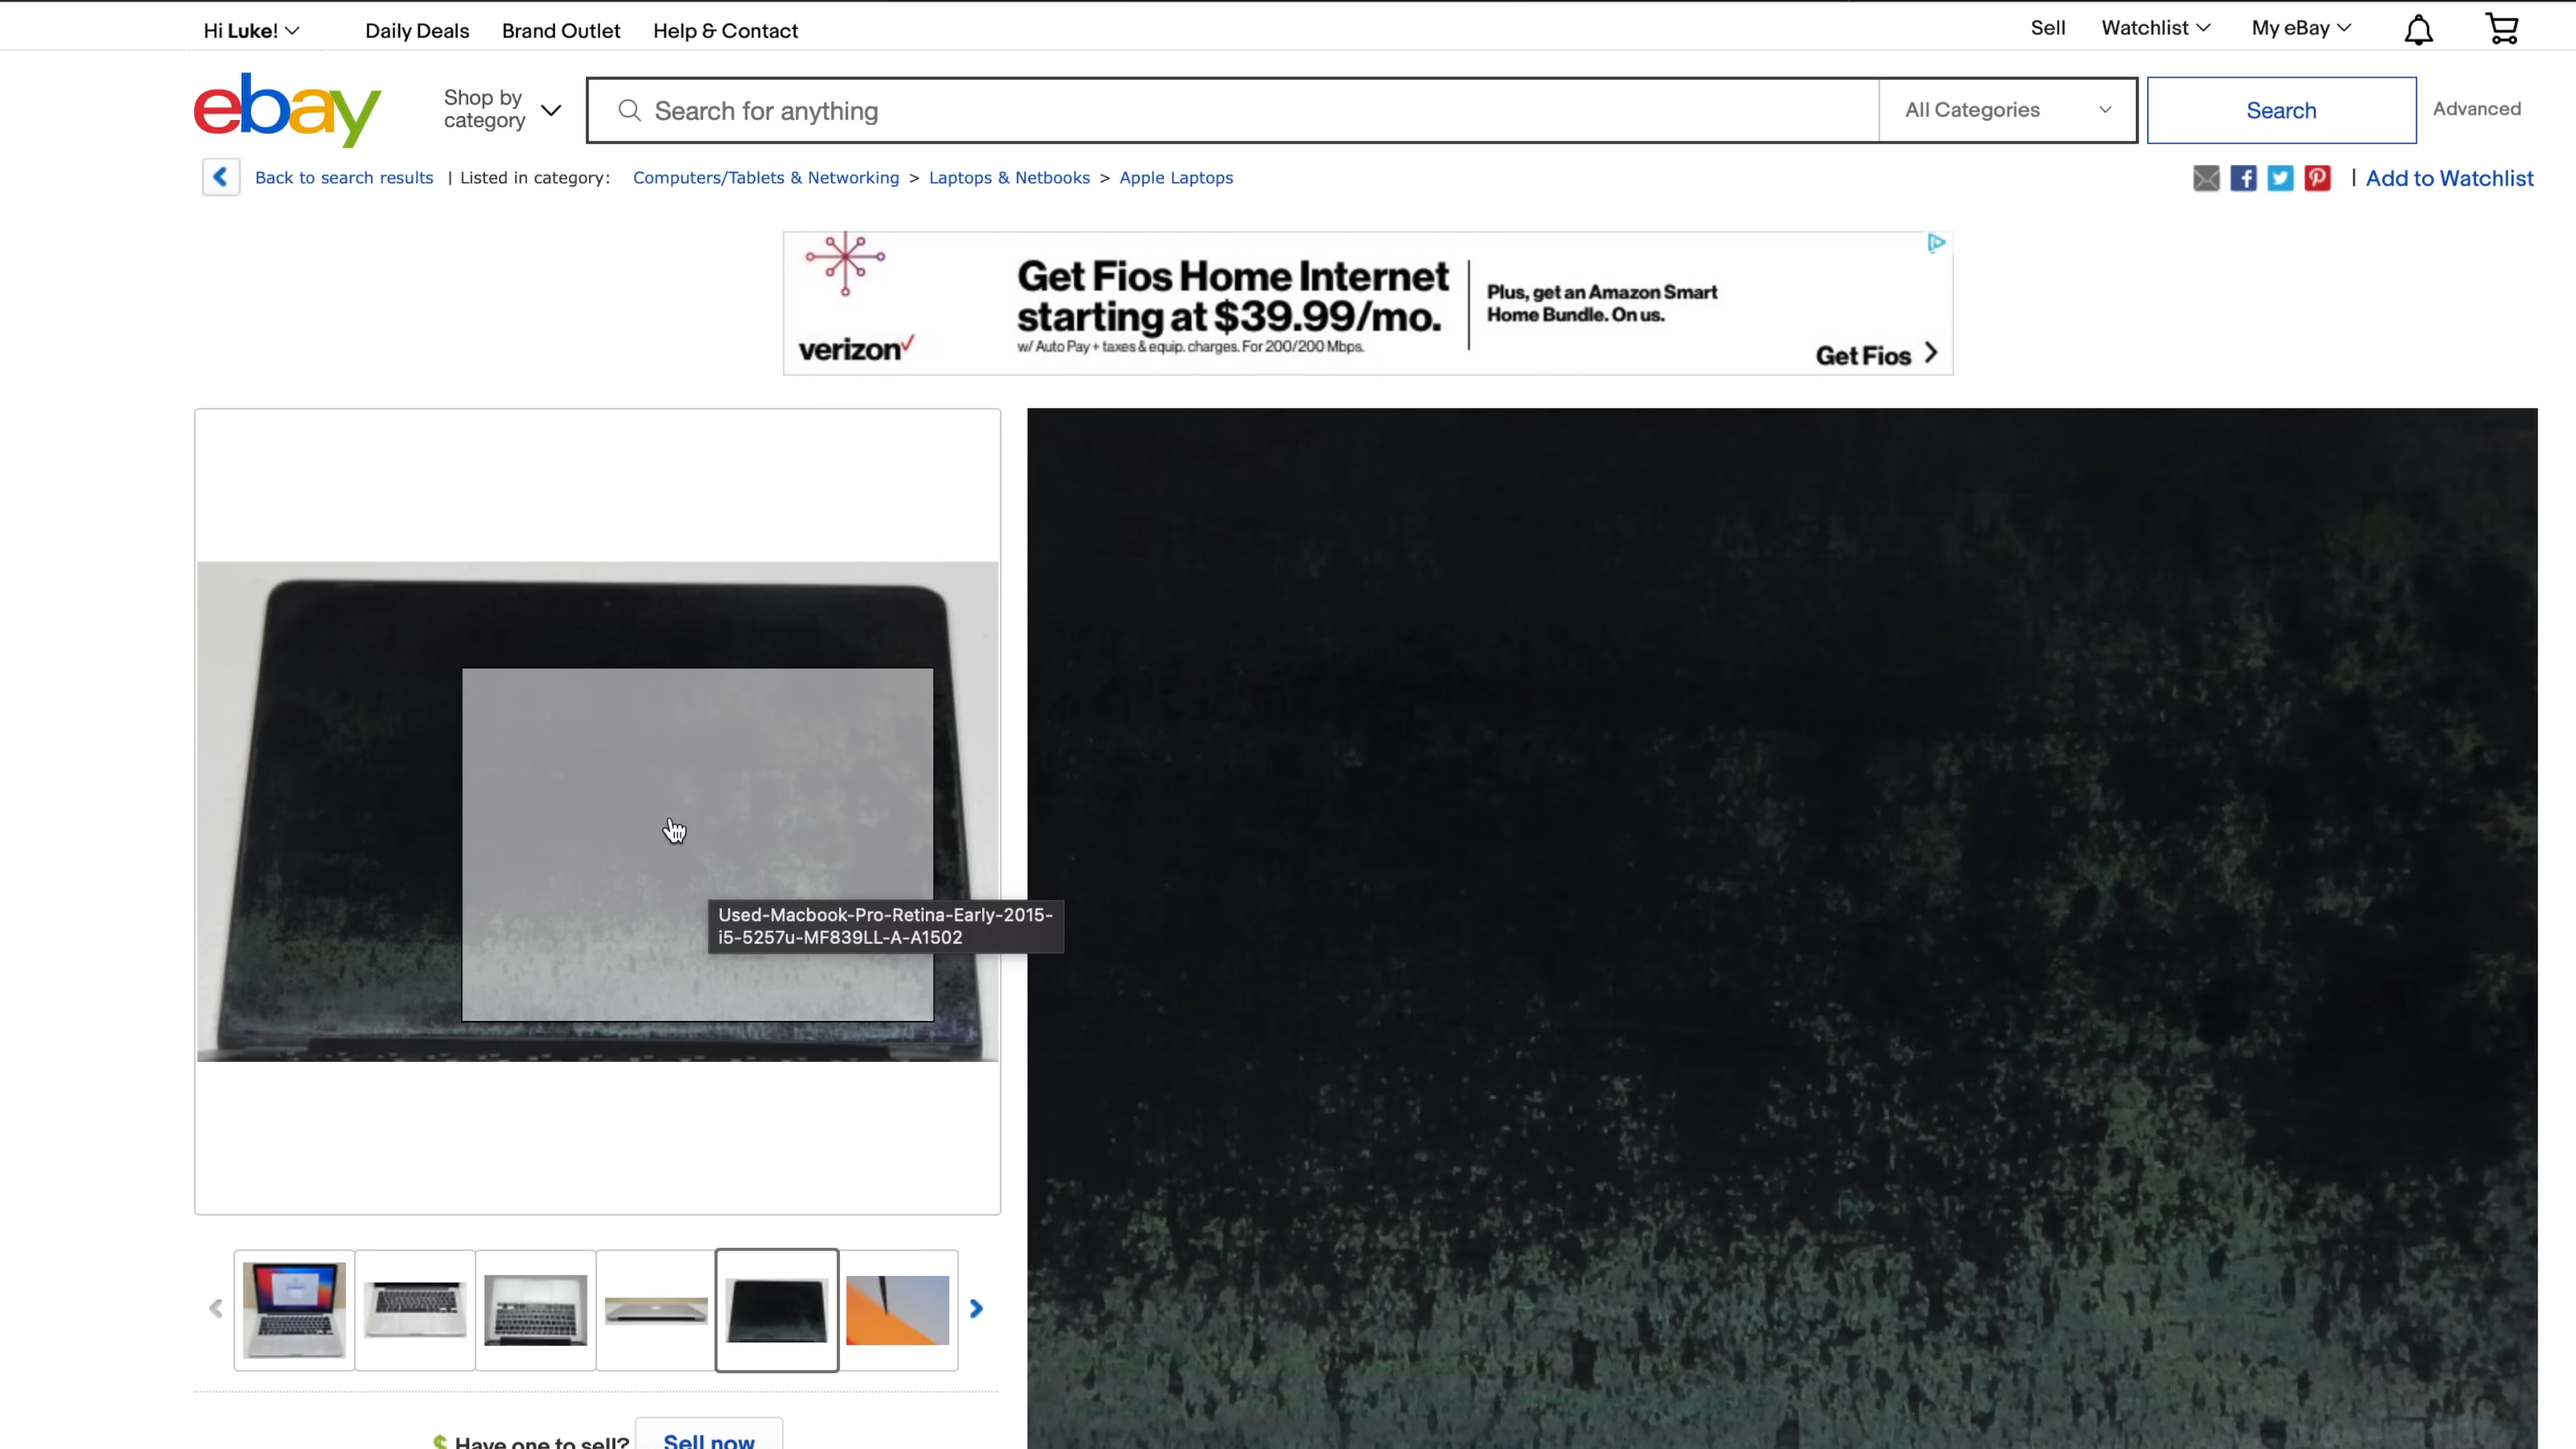 Hi Luke!
Daily Deals
Brand Outlet
Help & Contact
Sell
Watchlist
My eBay
ebay
Shop by
category
Search for anything
All Categories
Search
Advanced
Back to search results
| Listed in category:
Computers/Tablets & Networking > Laptops & Netbooks > Apple Laptops
| Add to Watchlist
verizon
Get Fios Home Internet
starting at $39.99/mo.
w/ Auto Pay + taxes & equip. charges. For 200/200 Mbps.
Plus, get an Amazon Smart
Home Bundle. On us.
Get Fios
Used-Macbook-Pro-Retina-Early-2015-
i5-5257u-MF839LL-A-A1502
Have one to sell?
Sell now